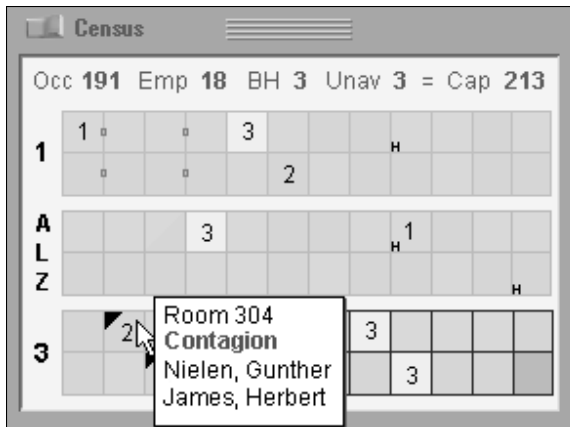 Census
Occ 191 Emp 18 BH 3 Unav 3 = Cap 213
1 1 3 H
2
A L Z 3 H 1
H
3 2 3
3
Room 304
Contagion
Nielen, Gunther
James, Herbert